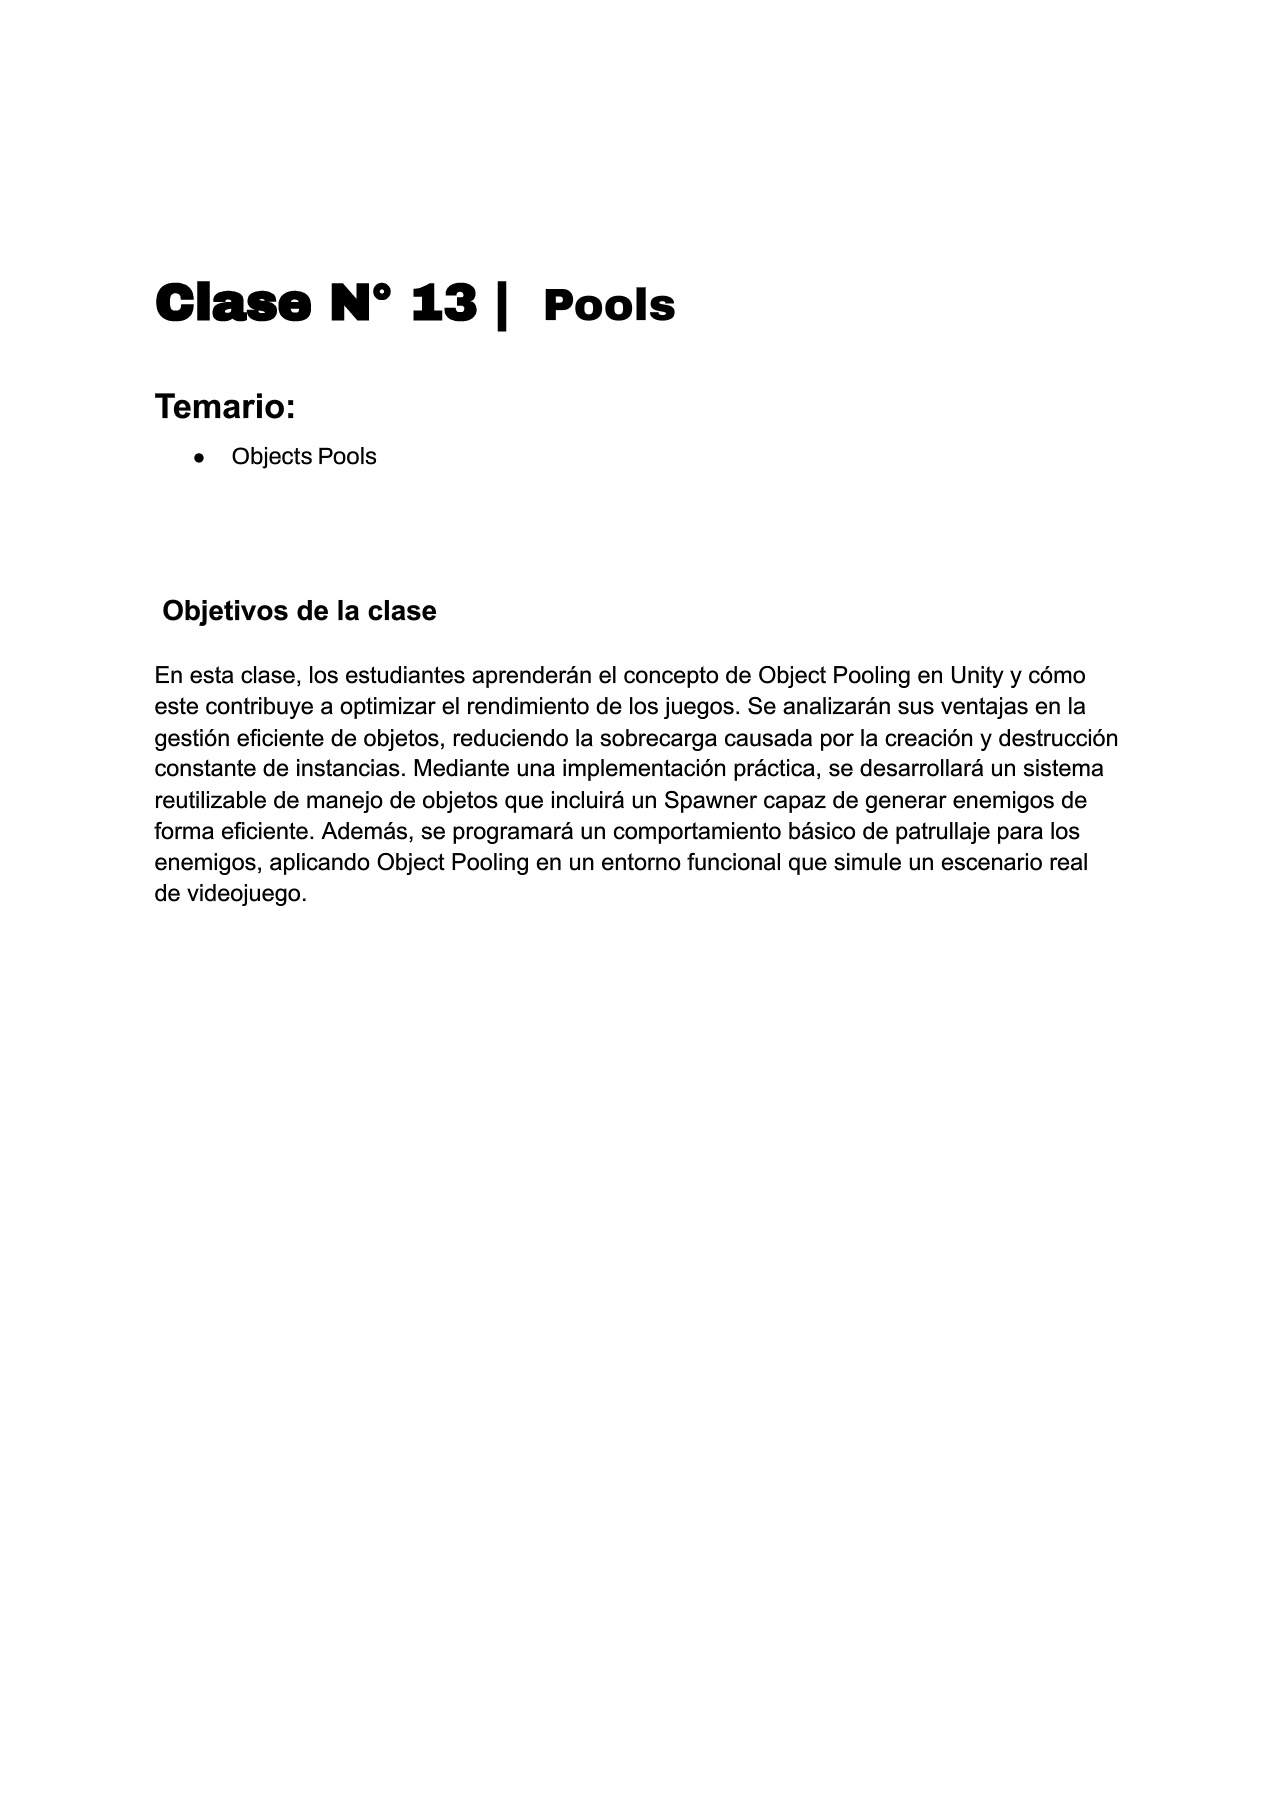 Clase N° 13 | Pools
Temario:
● Objects Pools
Objetivos de la clase
En esta clase, los estudiantes aprenderán el concepto de Object Pooling en Unity y cómo
este contribuye a optimizar el rendimiento de los juegos. Se analizarán sus ventajas en la
gestión eficiente de objetos, reduciendo la sobrecarga causada por la creación y destrucción
constante de instancias. Mediante una implementación práctica, se desarrollará un sistema
reutilizable de manejo de objetos que incluirá un Spawner capaz de generar enemigos de
forma eficiente. Además, se programará un comportamiento básico de patrullaje para los
enemigos, aplicando Object Pooling en un entorno funcional que simule un escenario real
de videojuego.